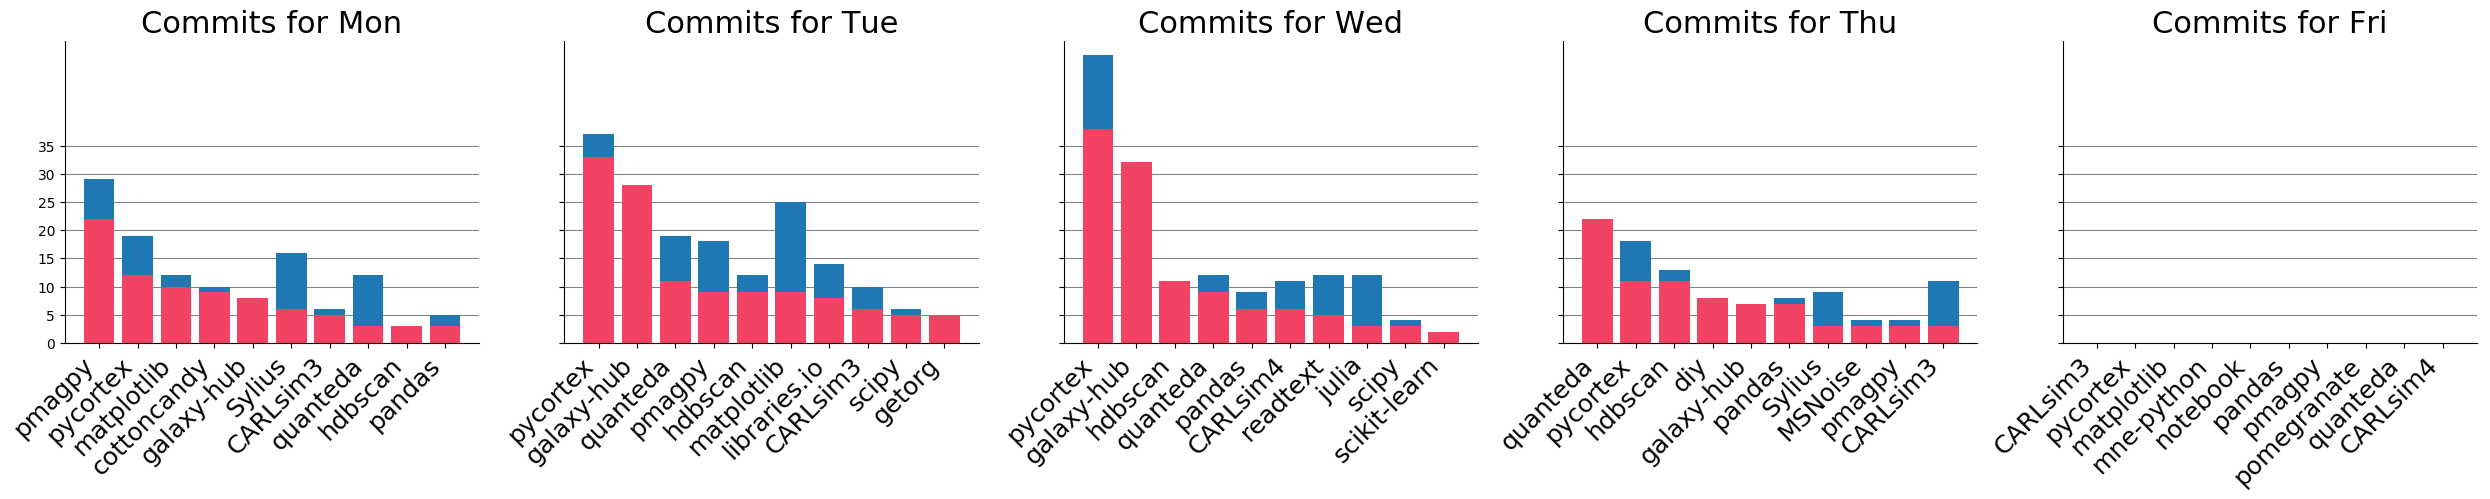 Commits for Mon
Commits for Tue
Commits for Wed
Commits for Thu
Commits for Fri
35
30
25
20
15
10
5
0
pmagpy
pycortex
matplotlib
cottoncandy
galaxy-hub
Sylius
CARLsim3
quanteda
hdbscan
pandas
pycortex
galaxy-hub
quanteda
pmagpy
hdbscan
matplotlib
libraries.io
CARLsim3
scipy
getorg
pycortex
galaxy-hub
hdbscan
quanteda
pandas
CARLsim4
readtext
julia
scipy
scikit-learn
quanteda
pycortex
hdbscan
diy
galaxy-hub
pandas
Sylius
MSNoise
pmagpy
CARLsim3
CARLsim3
pycortex
matplotlib
mne-python
notebook
pandas
pmagpy
pomegranate
quanteda
CARLsim4